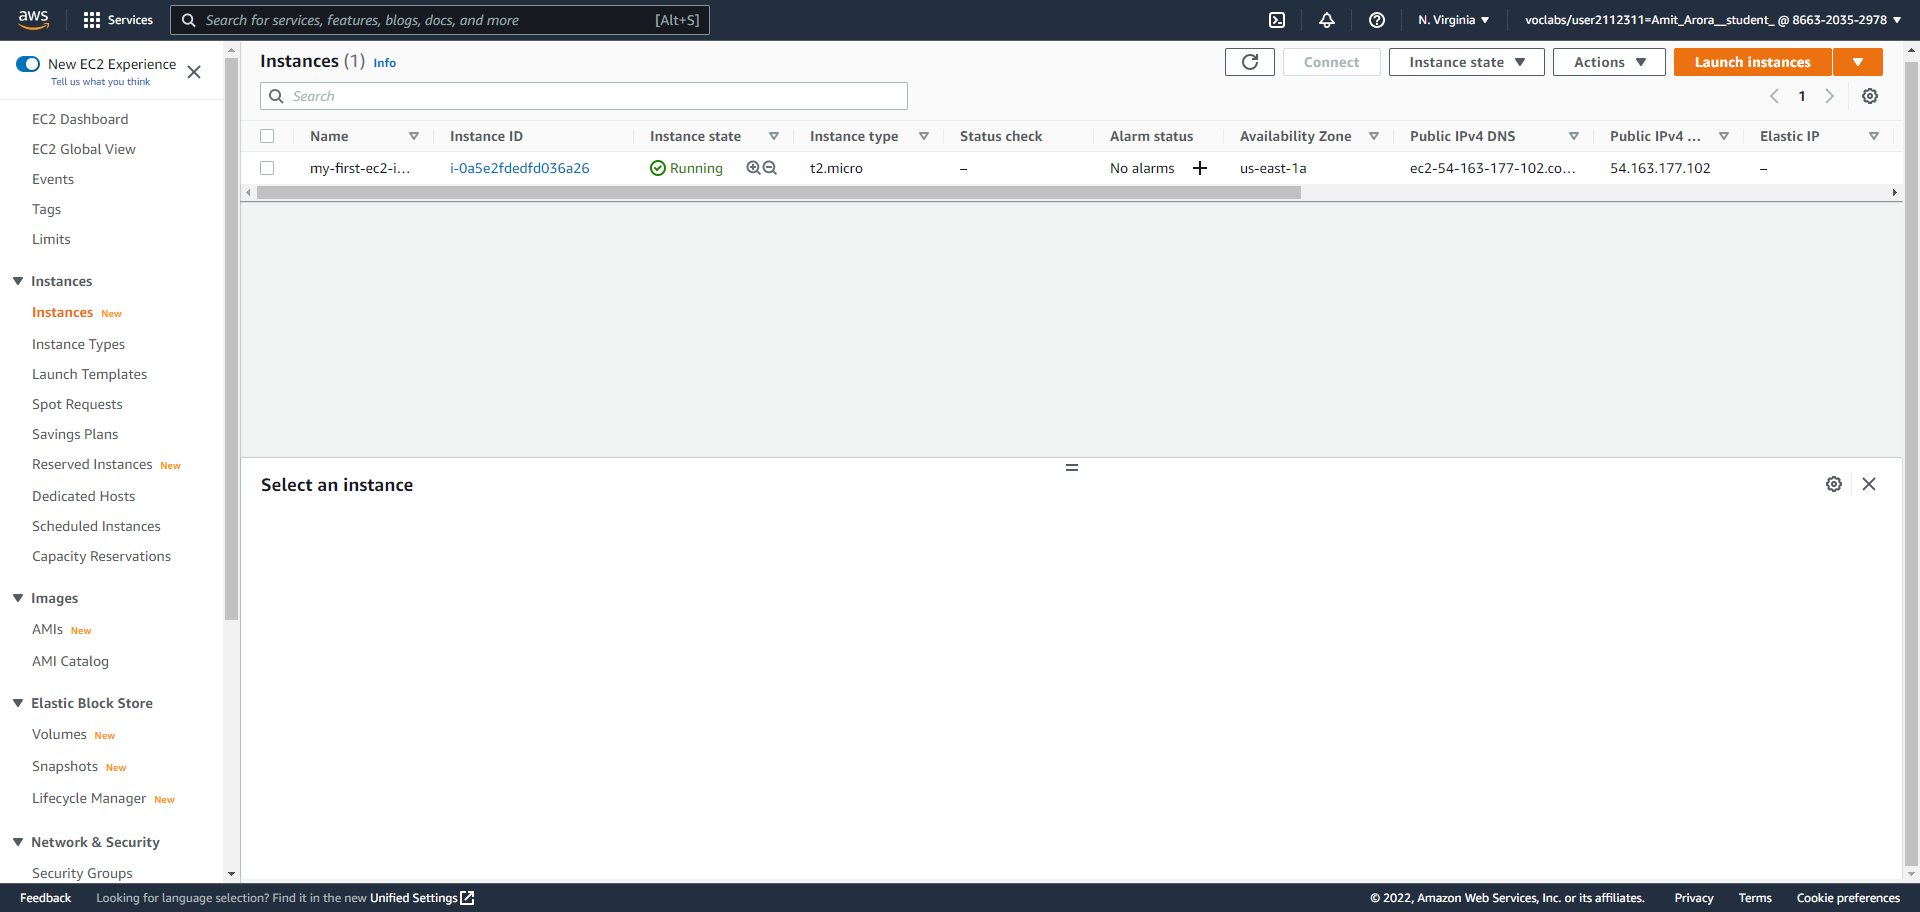 aws
Services
Search for services, features, blogs, docs, and more [Alt+S]
N. Virginia
voclabs/user2112311=Amit_Arora__student_ @ 8663-2035-2978
New EC2 Experience
Tell us what you think
EC2 Dashboard
EC2 Global View
Events
Tags
Limits
Instances
Instances New
Instance Types
Launch Templates
Spot Requests
Savings Plans
Reserved Instances New
Dedicated Hosts
Scheduled Instances
Capacity Reservations
Images
AMIs New
AMI Catalog
Elastic Block Store
Volumes New
Snapshots New
Lifecycle Manager New
Network & Security
Security Groups
Instances (1) Info
Connect
Instance state
Actions
Launch instances
Search
1
Name Instance ID Instance state Instance type Status check Alarm status Availability Zone Public IPv4 DNS Public IPv4 ... Elastic IP
my-first-ec2-i... i-0a5e2fdedfd036a26 Running t2.micro – No alarms + us-east-1a ec2-54-163-177-102.co... 54.163.177.102 –
Select an instance
Feedback Looking for language selection? Find it in the new Unified Settings
© 2022, Amazon Web Services, Inc. or its affiliates. Privacy Terms Cookie preferences